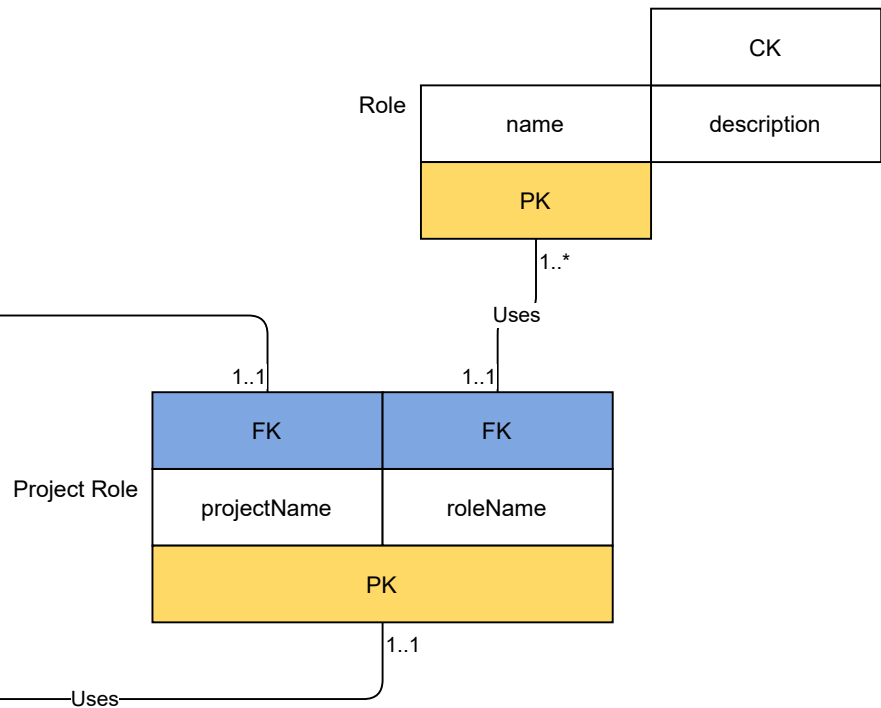 CK
Role
name
description
PK
1..*
Uses
1..1
1..1
FK
FK
Project Role
projectName
roleName
PK
1..1
Uses